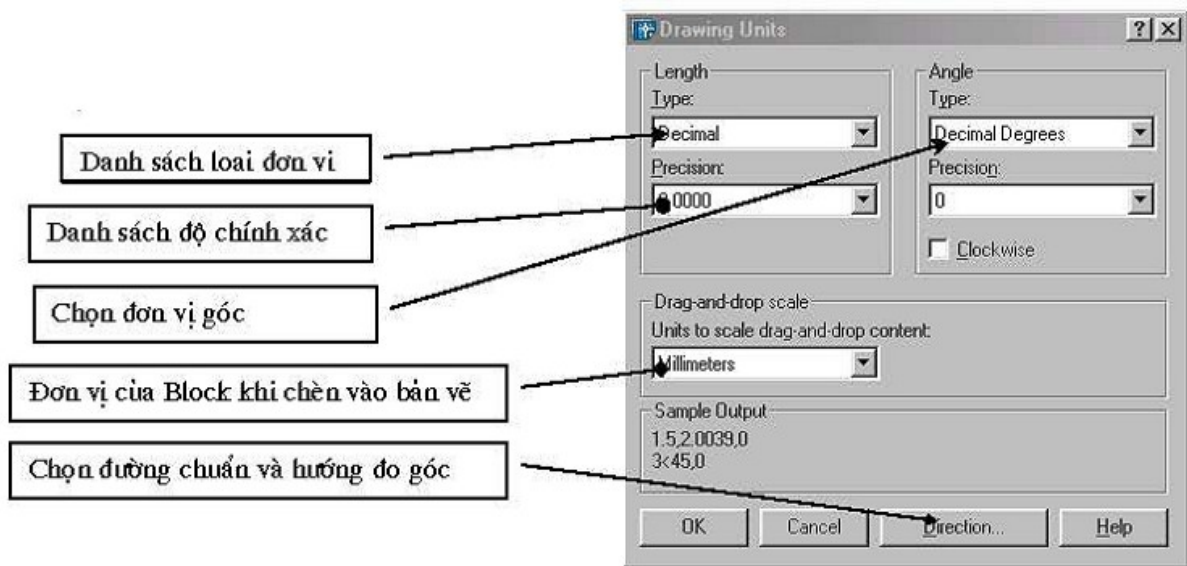 Danh sách loai đơn vi
Danh sách độ chính xác
Chọn đơn vị góc
Đơn vị của Block khi chèn vào bản vẽ
Chọn đường chuẩn và hướng đo góc
Drawing Units
Length
Type:
Decimal
Precision:
0.0000
Angle
Type:
Decimal Degrees
Precision:
0
Clockwise
Drag-and-drop scale
Units to scale drag-and-drop content:
Millimeters
Sample Output
1.5,2.0039,0
3<45,0
OK
Cancel
Direction...
Help